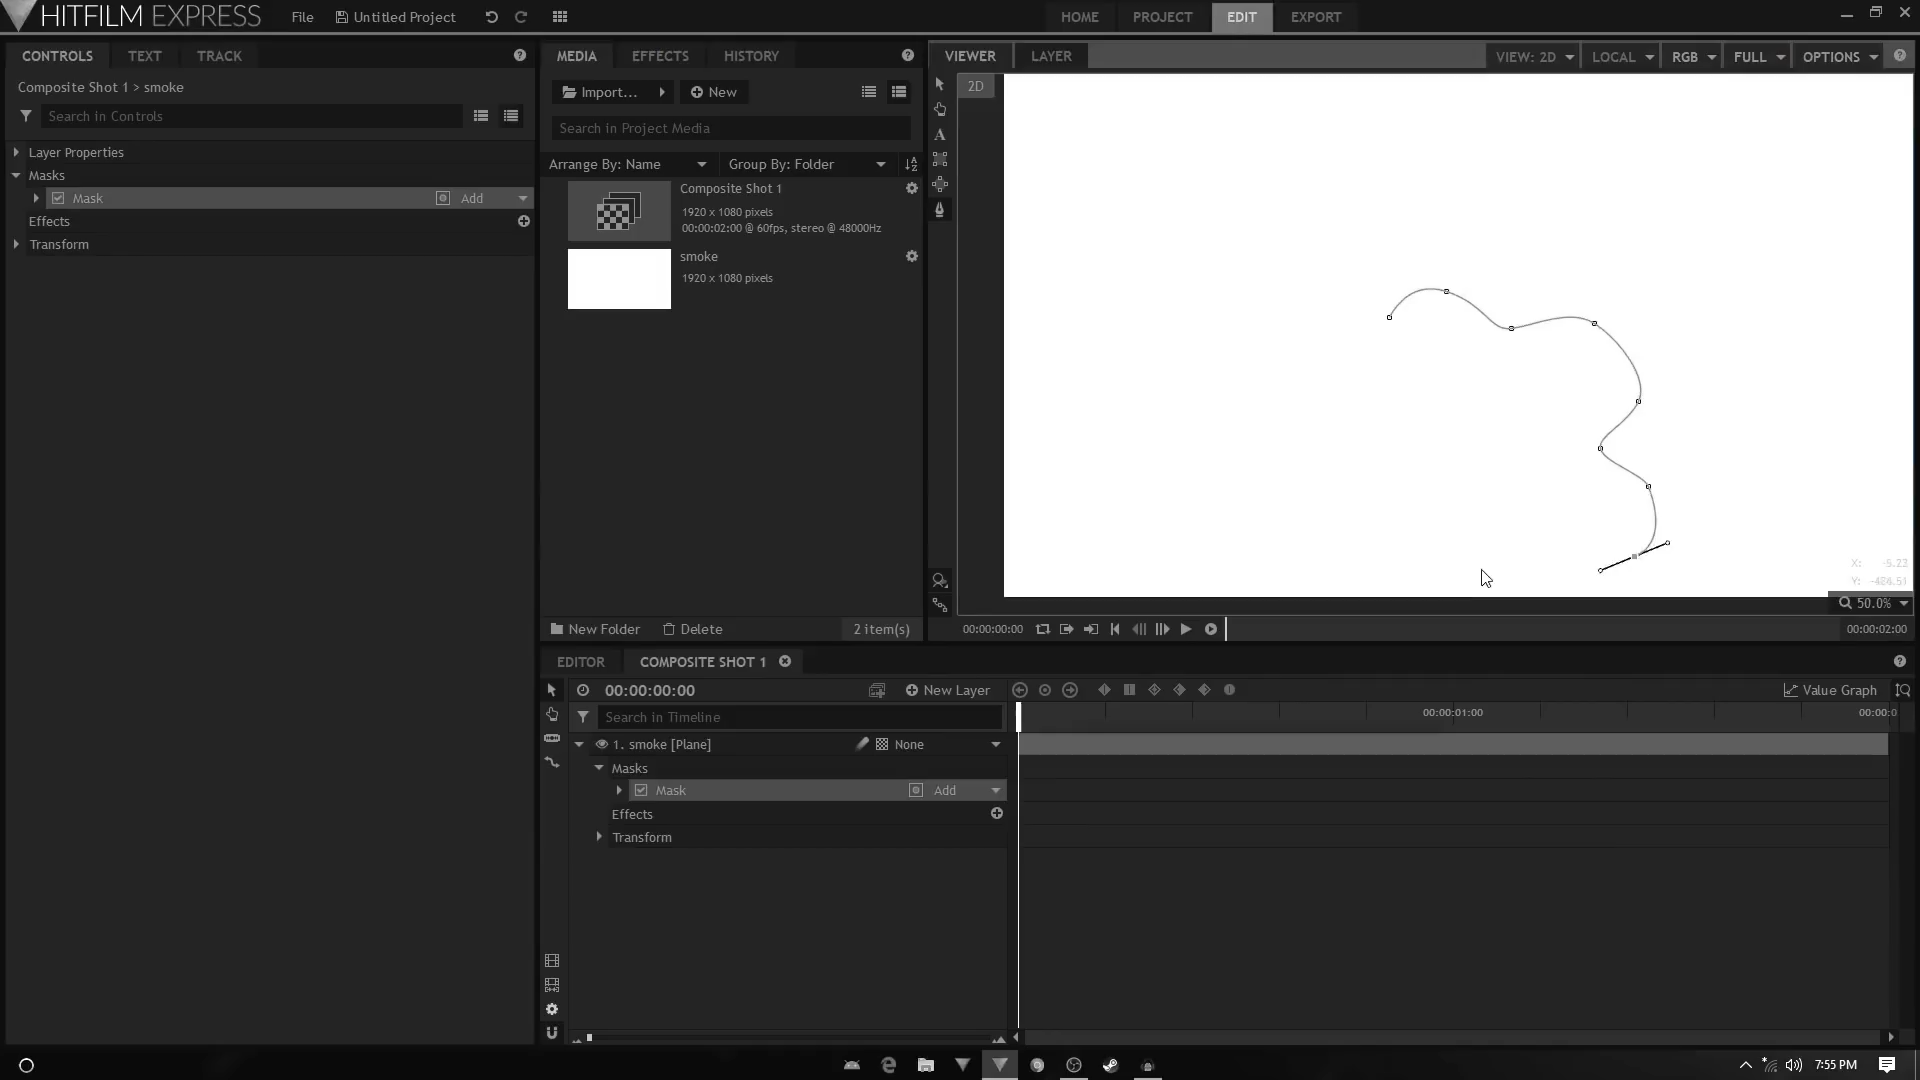 HITFILM EXPRESS
File
Untitled Project
HOME
PROJECT
EDIT
EXPORT
CONTROLS
TEXT
TRACK
Composite Shot 1 > smoke
Search in Controls
Layer Properties
Masks
Mask
Add
Effects
Transform
MEDIA
EFFECTS
HISTORY
Import...
New
Search in Project Media
Arrange By: Name
Group By: Folder
Composite Shot 1
1920 x 1080 pixels
00:00:02:00 @ 60fps, stereo @ 48000Hz
smoke
1920 x 1080 pixels
New Folder
Delete
2 item(s)
VIEWER
LAYER
VIEW: 2D
LOCAL
RGB
FULL
OPTIONS
2D
X: -5.22
50.0%
00:00:00:00
00:00:02:00
EDITOR
COMPOSITE SHOT 1
00:00:00:00
New Layer
Value Graph
Search in Timeline
00:00:01:00
00:00:0
1. smoke [Plane]
None
Masks
Mask
Add
Effects
Transform
7:55 PM